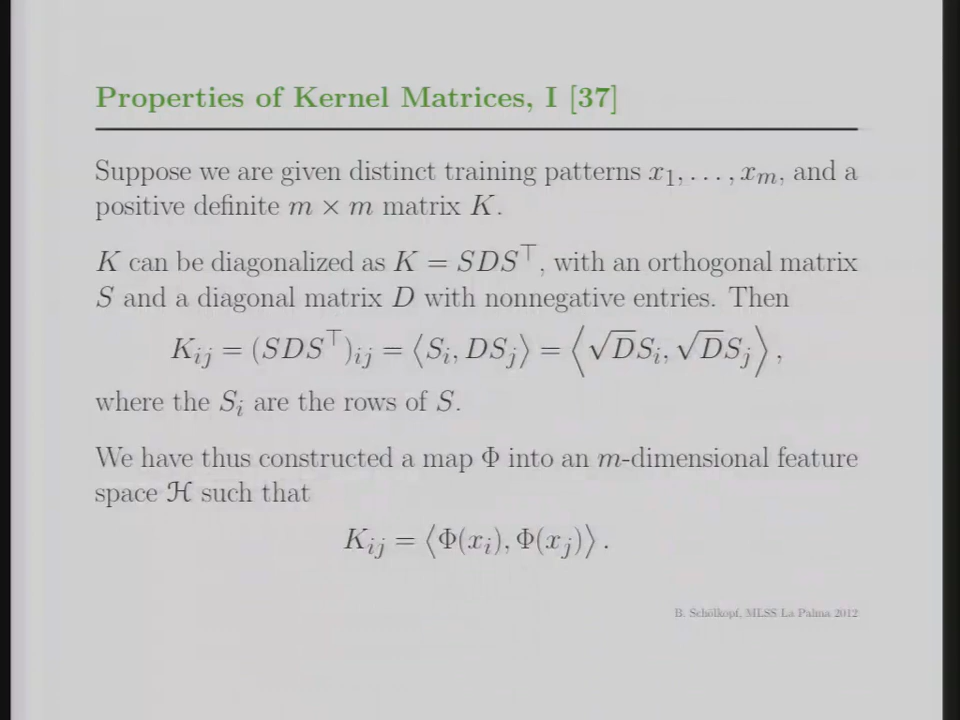 Properties of Kernel Matrices, I [37]
Suppose we are given distinct training patterns x₁, . . . , xₘ, and a
positive definite m × m matrix K.
K can be diagonalized as K = SDS⊤, with an orthogonal matrix
S and a diagonal matrix D with nonnegative entries. Then
Kᵢⱼ = (SDS⊤)ᵢⱼ = ⟨Sᵢ, DSⱼ⟩ = ⟨√DSᵢ, √DSⱼ⟩,
where the Sᵢ are the rows of S.
We have thus constructed a map Φ into an m-dimensional feature
space ℋ such that
Kᵢⱼ = ⟨Φ(xᵢ), Φ(xⱼ)⟩.
B. Schölkopf, MLSS La Palma 2012